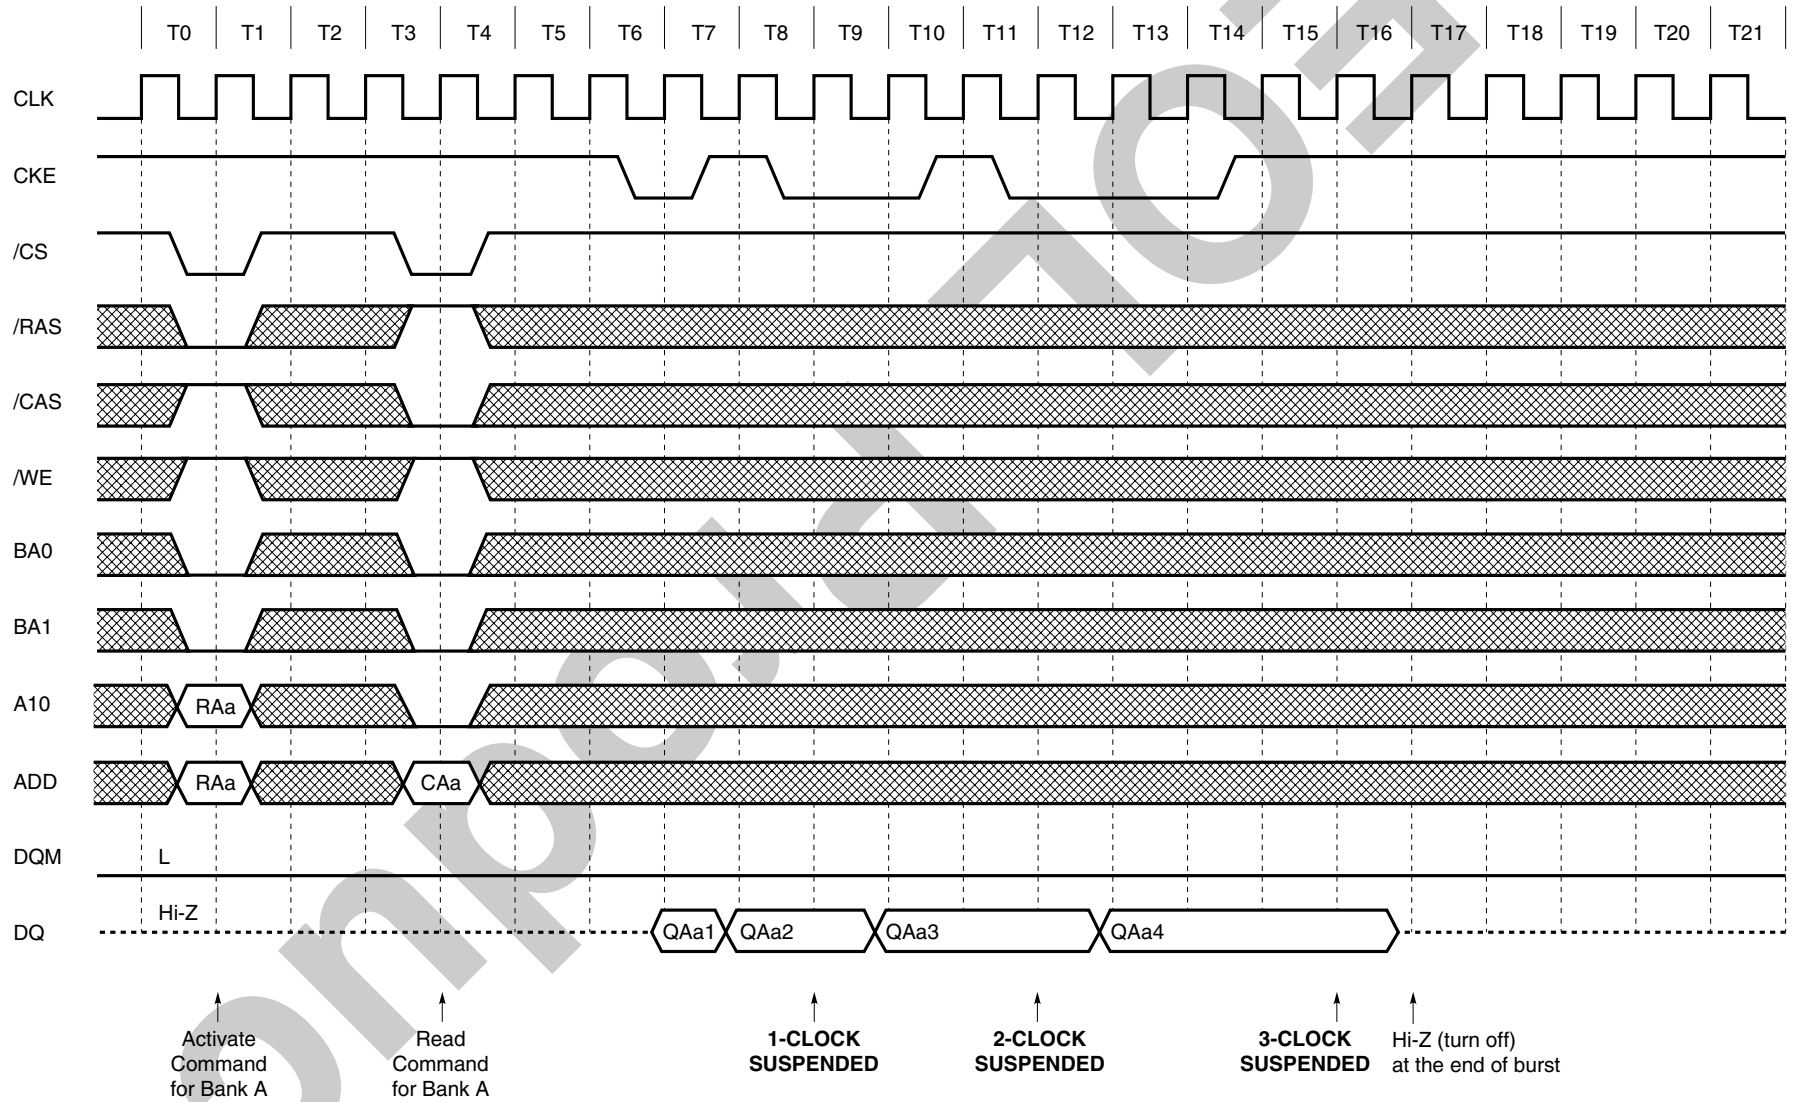 T0 T1 T2 T3 T4 T5 T6 T7 T8 T9 T10 T11 T12 T13 T14 T15 T16 T17 T18 T19 T20 T21
CLK
CKE
/CS
/RAS
/CAS
/WE
BA0
BA1
A10 RAa
ADD RAa CAa
DQM L
Hi-Z
DQ QAa1 QAa2 QAa3 QAa4
Activate
Command
for Bank A
Read
Command
for Bank A
1-CLOCK
SUSPENDED
2-CLOCK
SUSPENDED
3-CLOCK
SUSPENDED
Hi-Z (turn off)
at the end of burst